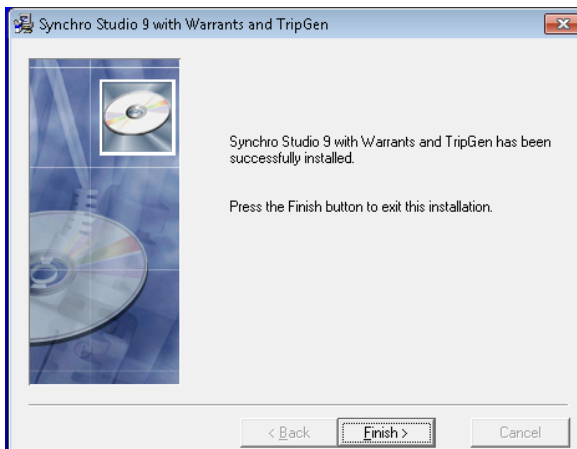 Synchro Studio 9 with Warrants and TripGen
Synchro Studio 9 with Warrants and TripGen has been
successfully installed.
Press the Finish button to exit this installation.
< Back
Finish >
Cancel